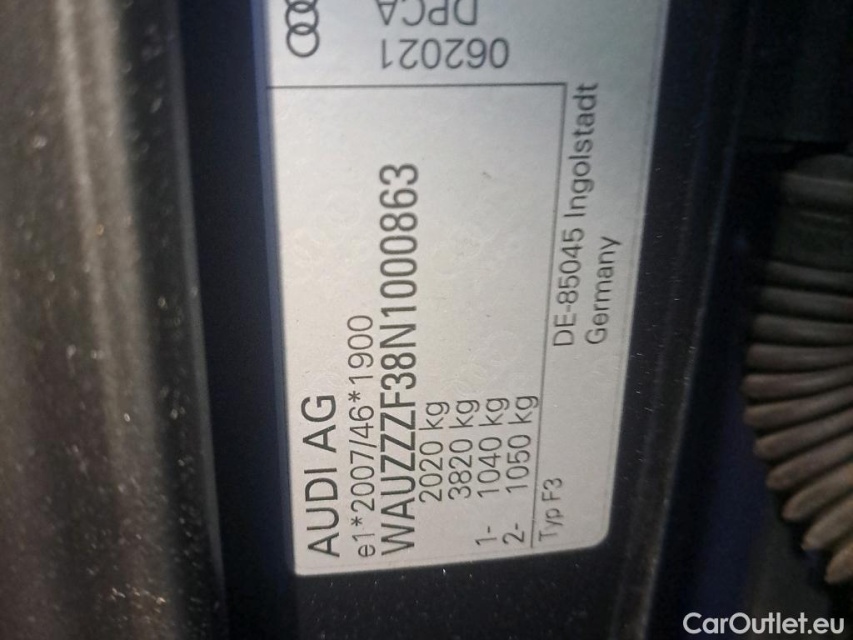 AUDI AG
e1*2007/46*1900
WAUZZZF38N1000863
2020 kg
3820 kg
1- 1040 kg
2- 1050 kg
Typ F3
DE-85045 Ingolstadt
Germany
062021
DPCA
CarOutlet.eu